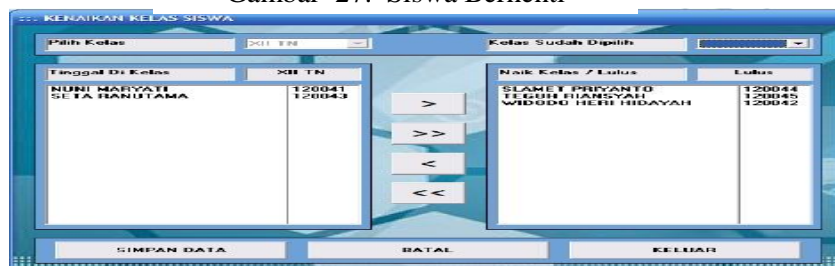 Gambar 27. Siswa Berhenti
::: KENAIKAN KELAS SISWA
Pilih Kelas XII TN Kelas Sudah Dipilih
Tinggal Di Kelas XII TN Naik Kelas / Lulus Lulus
NUNI MARYATI 120041 SLAMET PRIYANTO 120044
SETA RANUTAMA 120043 TEGUH RIANSYAH 120045
WIDODO HERI HIDAYAH 120042
>
>>
<
<<
SIMPAN DATA BATAL KELUAR